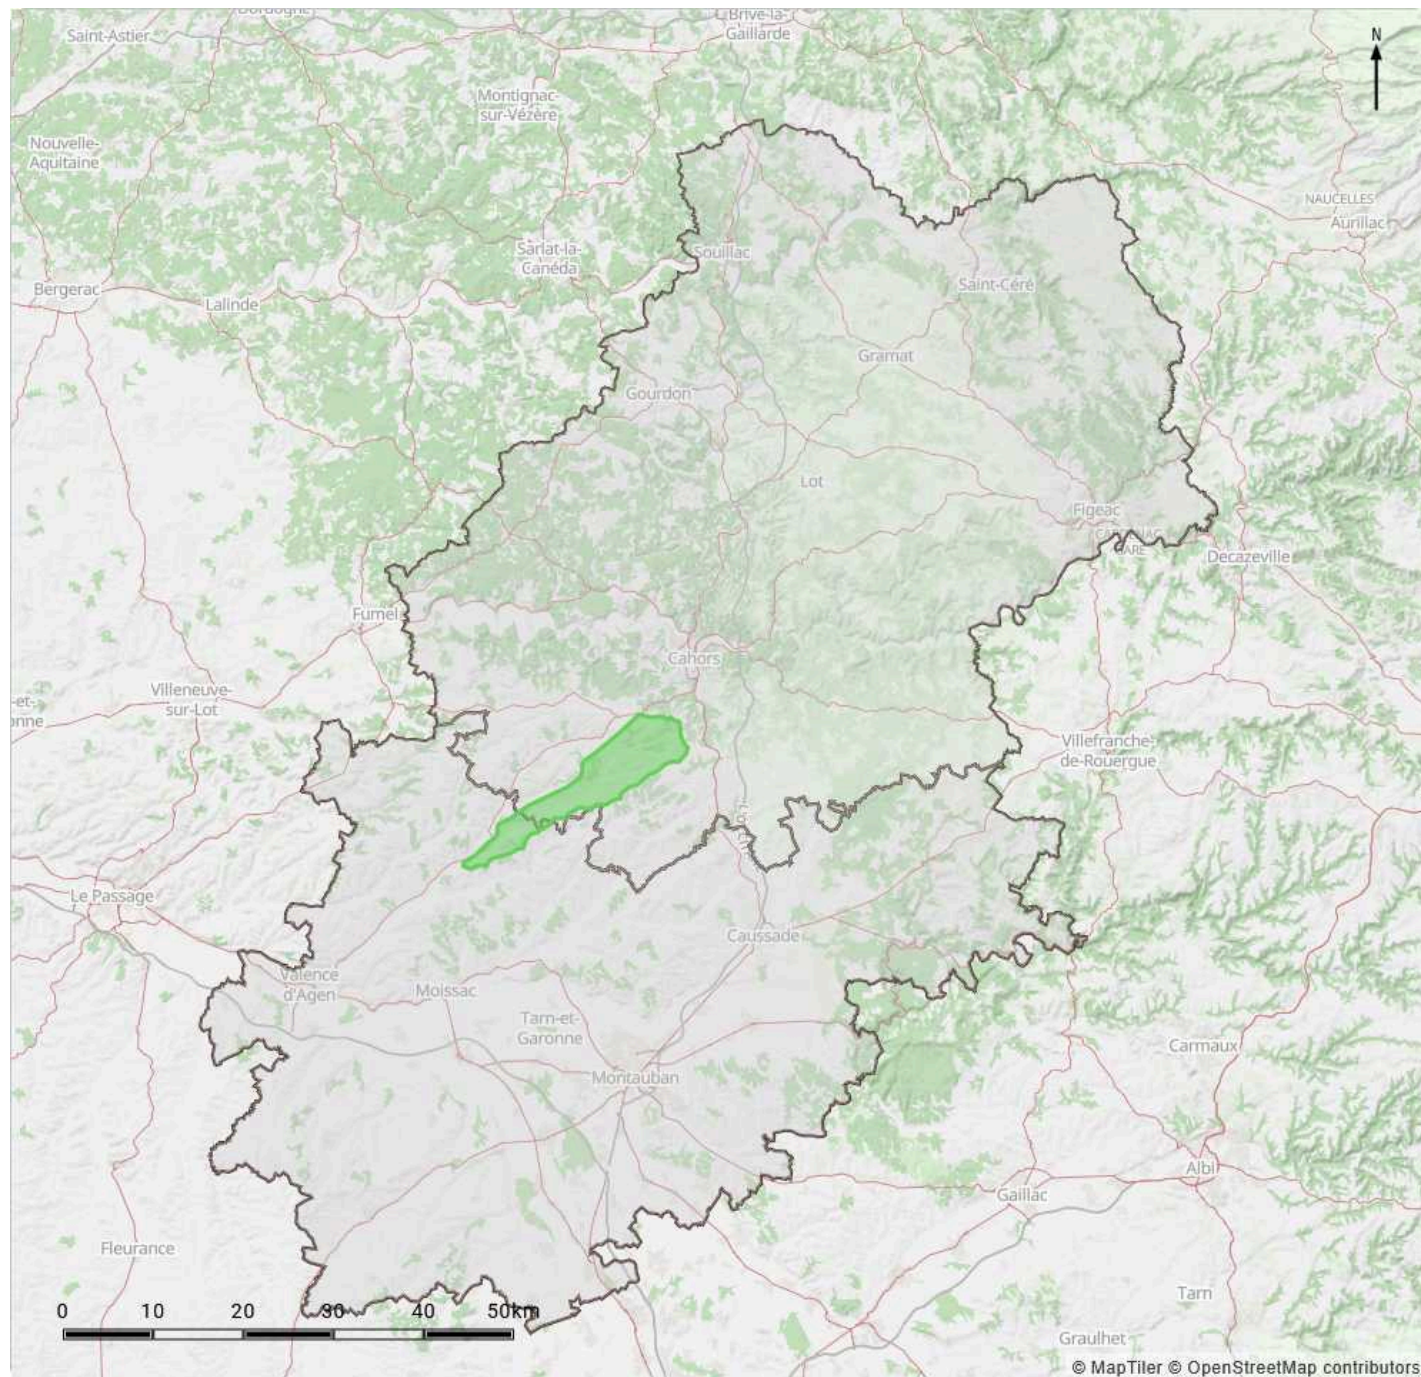 Dordogne
Brive-la-
Gaillarde
Saint-Astier
N
Montignac-
sur-Vézère
Nouvelle-
Aquitaine
NAUCELLES
Aurillac
Sarlat-la-
Canéda
Souillac
Bergerac
Lalinde
Saint-Céré
Gramat
Gourdon
Lot
Figeac
Decazeville
Fumel
Cahors
Villeneuve-
sur-Lot
-et-
onne
Villefranche-
de-Rouergue
Le Passage
Caussade
Valence
d'Agen
Moissac
Tarn-et-
Garonne
Carmaux
Montauban
Albi
Gaillac
Fleurance
Tarn
0 10 20 30 40 50km
Graulhet
© MapTiler © OpenStreetMap contributors